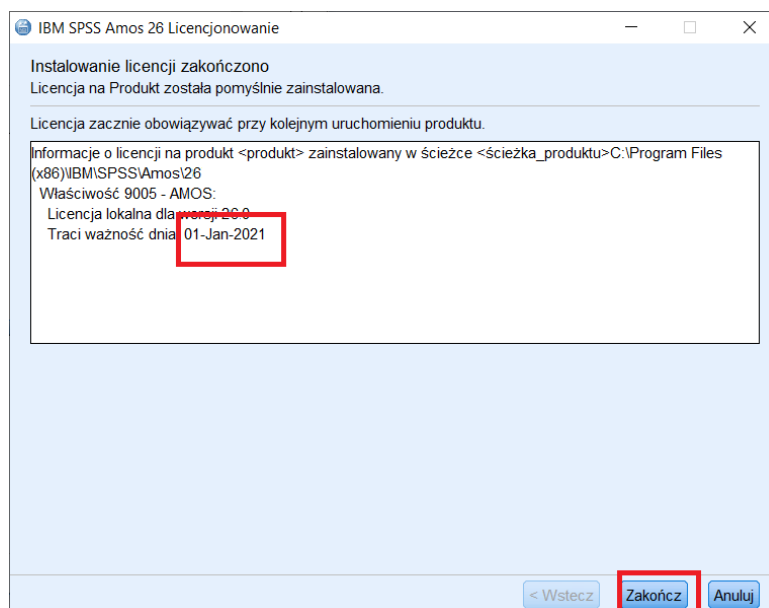 IBM SPSS Amos 26 Licencjonowanie
Instalowanie licencji zakończono
Licencja na Produkt została pomyślnie zainstalowana.
Licencja zacznie obowiązywać przy kolejnym uruchomieniu produktu.
Informacje o licencji na produkt <produkt> zainstalowany w ścieżce <ścieżka_produktu>C:\Program Files
(x86)\IBM\SPSS\Amos\26
Właściwość 9005 - AMOS:
Licencja lokalna dla wersji 26.0
Traci ważność dnia 01-Jan-2021
< Wstecz Zakończ Anuluj